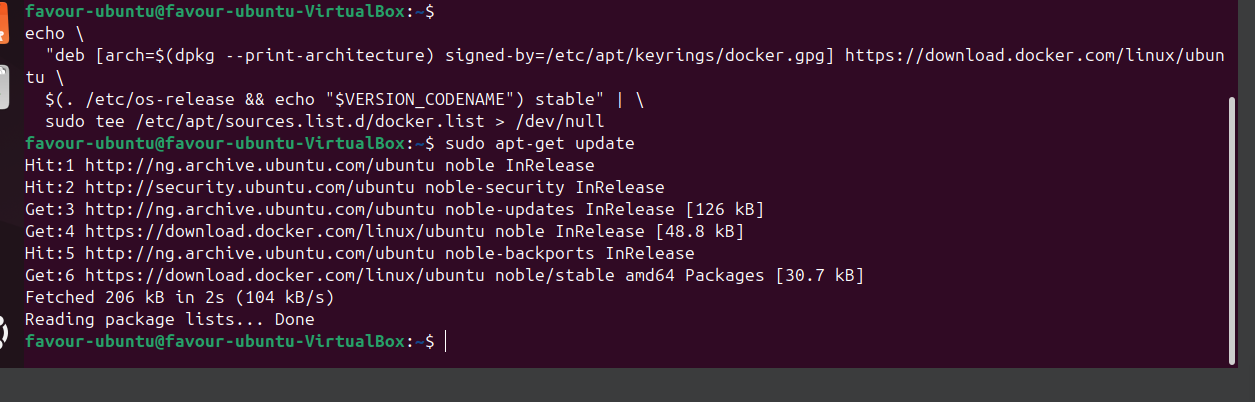 favour-ubuntu@favour-ubuntu-VirtualBox:~$
echo \
  "deb [arch=$(dpkg --print-architecture) signed-by=/etc/apt/keyrings/docker.gpg] https://download.docker.com/linux/ubun
tu \
  $(. /etc/os-release && echo "$VERSION_CODENAME") stable" | \
  sudo tee /etc/apt/sources.list.d/docker.list > /dev/null
favour-ubuntu@favour-ubuntu-VirtualBox:~$ sudo apt-get update
Hit:1 http://ng.archive.ubuntu.com/ubuntu noble InRelease
Hit:2 http://security.ubuntu.com/ubuntu noble-security InRelease
Get:3 http://ng.archive.ubuntu.com/ubuntu noble-updates InRelease [126 kB]
Get:4 https://download.docker.com/linux/ubuntu noble InRelease [48.8 kB]
Hit:5 http://ng.archive.ubuntu.com/ubuntu noble-backports InRelease
Get:6 https://download.docker.com/linux/ubuntu noble/stable amd64 Packages [30.7 kB]
Fetched 206 kB in 2s (104 kB/s)
Reading package lists... Done
favour-ubuntu@favour-ubuntu-VirtualBox:~$